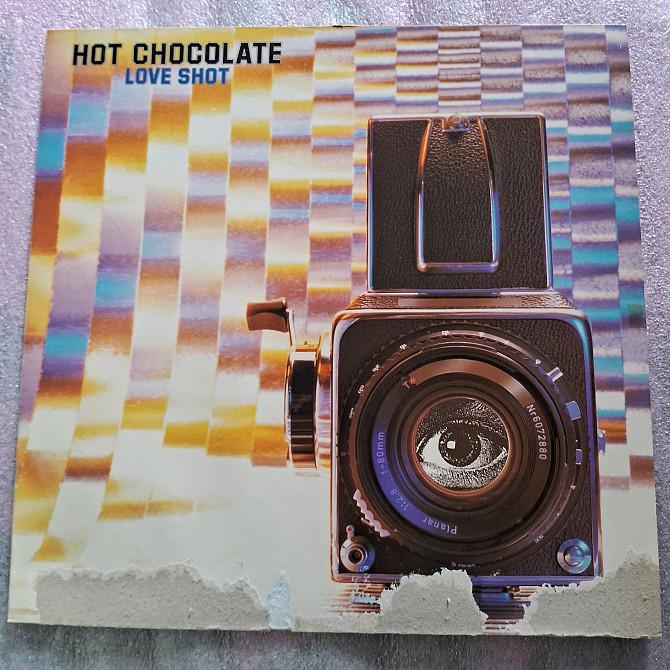 HOT CHOCOLATE
LOVE SHOT
T*
Nr6072880
Planar 1:2.8 f=80mm